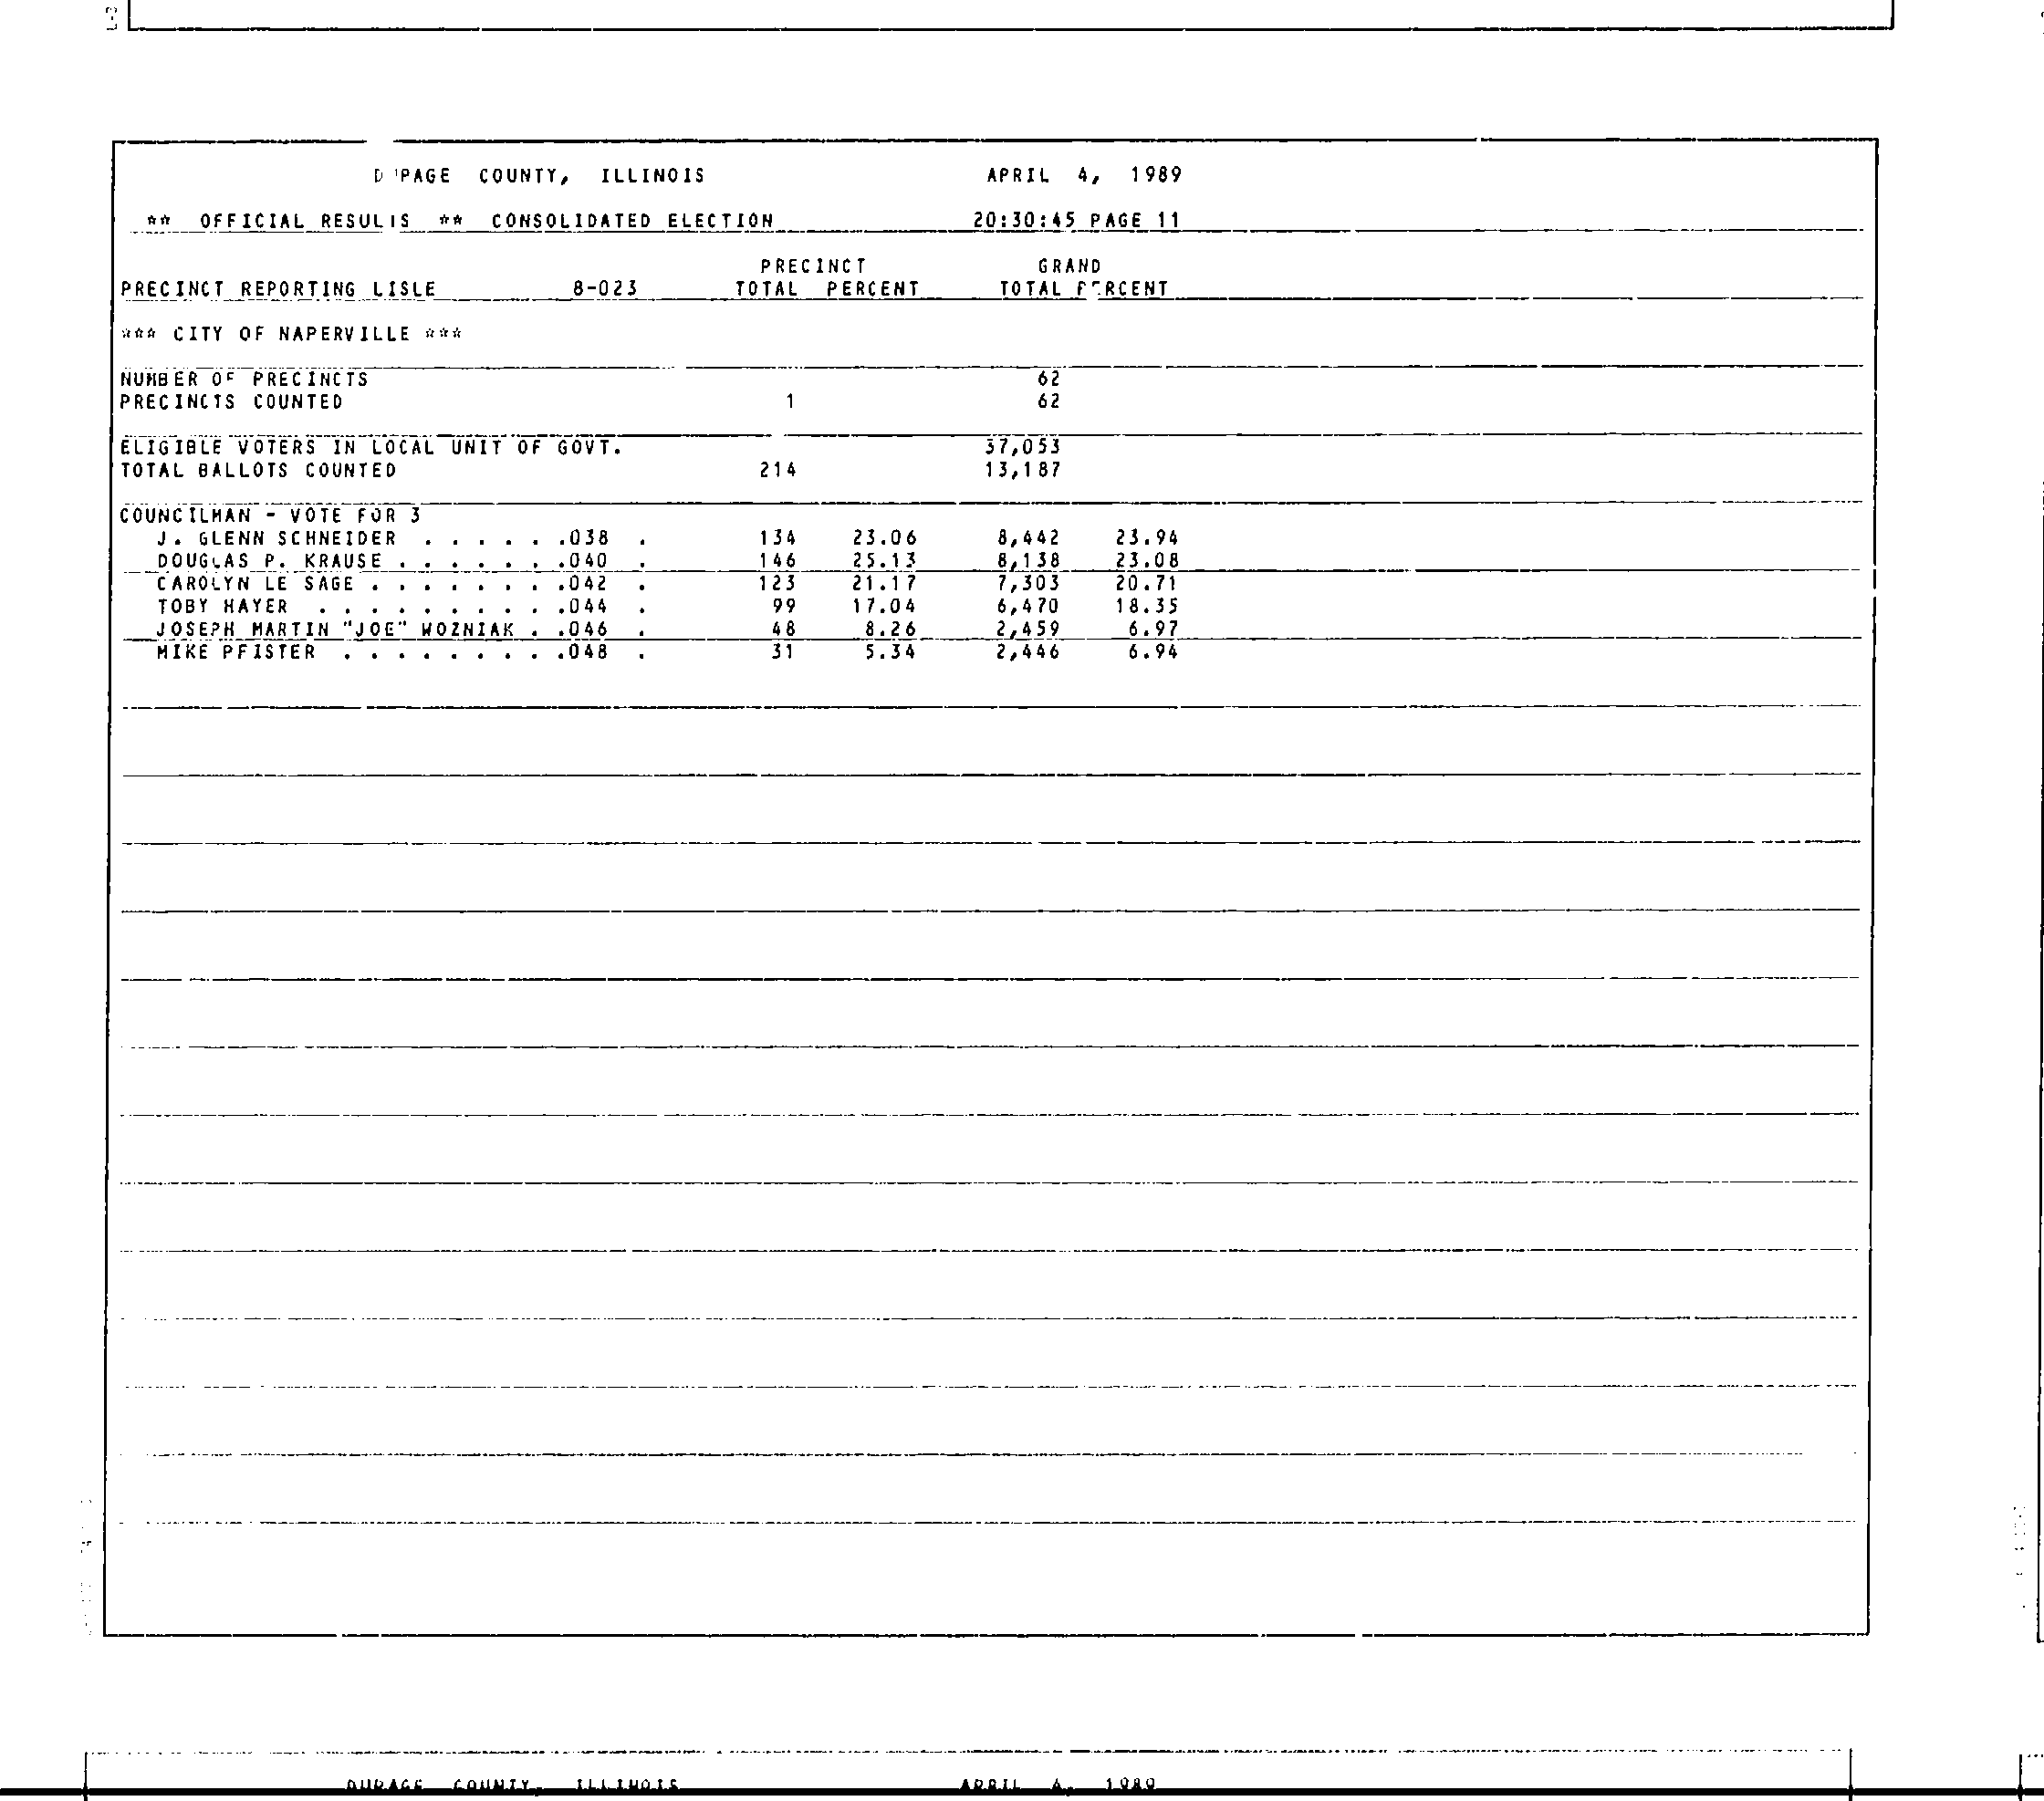 D'PAGE COUNTY, ILLINOIS APRIL 4, 1989
** OFFICIAL RESULTS ** CONSOLIDATED ELECTION 20:30:45 PAGE 11
PRECINCT GRAND
PRECINCT REPORTING LISLE 8-023 TOTAL PERCENT TOTAL PERCENT
*** CITY OF NAPERVILLE ***
NUMBER OF PRECINCTS 62
PRECINCTS COUNTED 1 62
ELIGIBLE VOTERS IN LOCAL UNIT OF GOVT. 37,053
TOTAL BALLOTS COUNTED 214 13,187
COUNCILMAN - VOTE FOR 3
J. GLENN SCHNEIDER . . . . . .038 . 134 23.06 8,442 23.94
DOUGLAS P. KRAUSE . . . . . . .040 . 146 25.13 8,138 23.08
CAROLYN LE SAGE . . . . . . . .042 . 123 21.17 7,303 20.71
TOBY HAYER . . . . . . . . . .044 . 99 17.04 6,470 18.35
JOSEPH MARTIN "JOE" WOZNIAK . .046 . 48 8.26 2,459 6.97
MIKE PFISTER . . . . . . . . .048 . 31 5.34 2,446 6.94
DUPAGE COUNTY, ILLINOIS APRIL 4, 1989